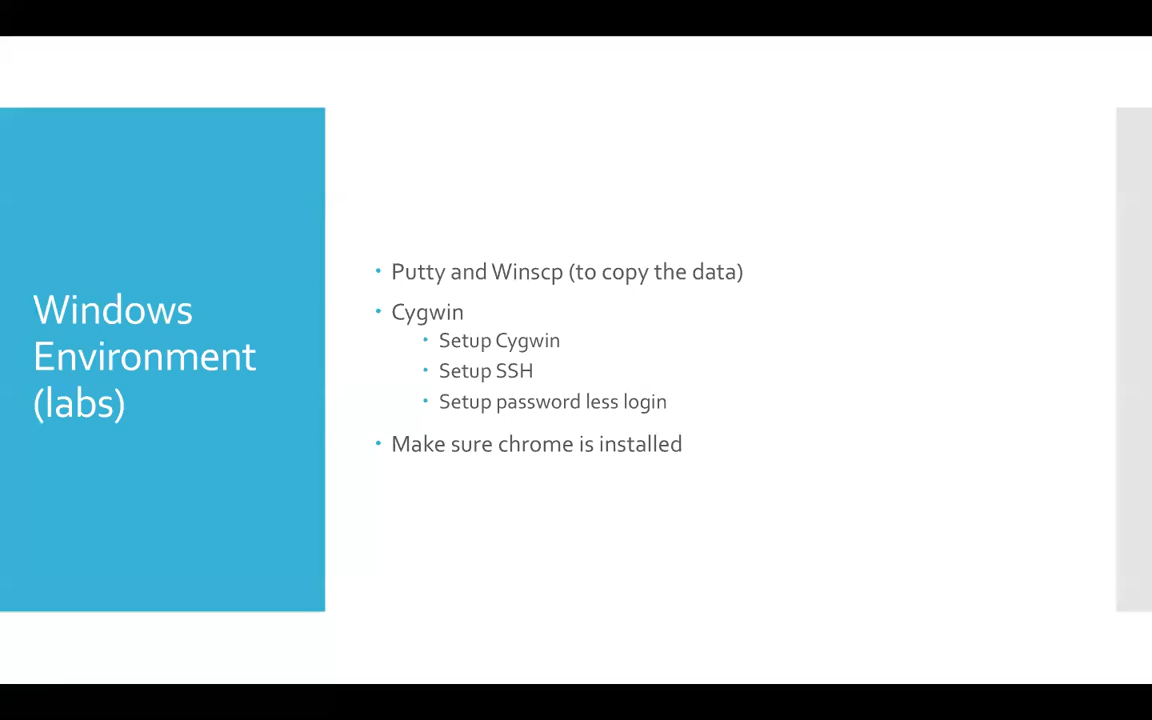 Windows
Environment
(labs)
• Putty and Winscp (to copy the data)
• Cygwin
• Setup Cygwin
• Setup SSH
• Setup password less login
• Make sure chrome is installed